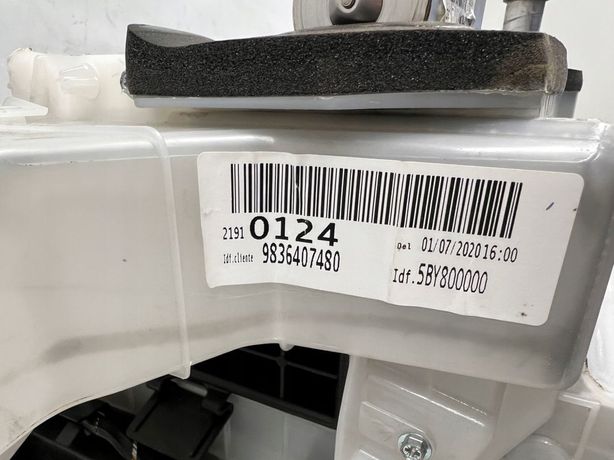 2191 0124 Del 01/07/2020 16:00
Idf.cliente 9836407480
Idf. 5BY800000